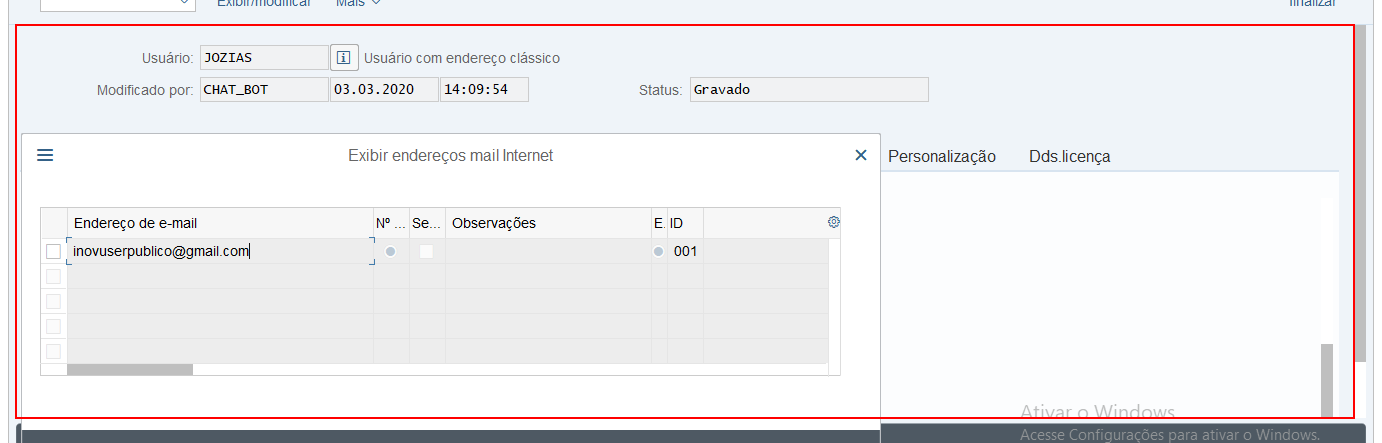 Exibir/modificar Mais finalizar
Usuário: JOZIAS Usuário com endereço clássico
Modificado por: CHAT_BOT 03.03.2020 14:09:54 Status: Gravado
Exibir endereços mail Internet Personalização Dds.licença
Endereço de e-mail Nº ... Se... Observações E. ID
inovuserpublico@gmail.com 001
Ativar o Windows
Acesse Configurações para ativar o Windows.